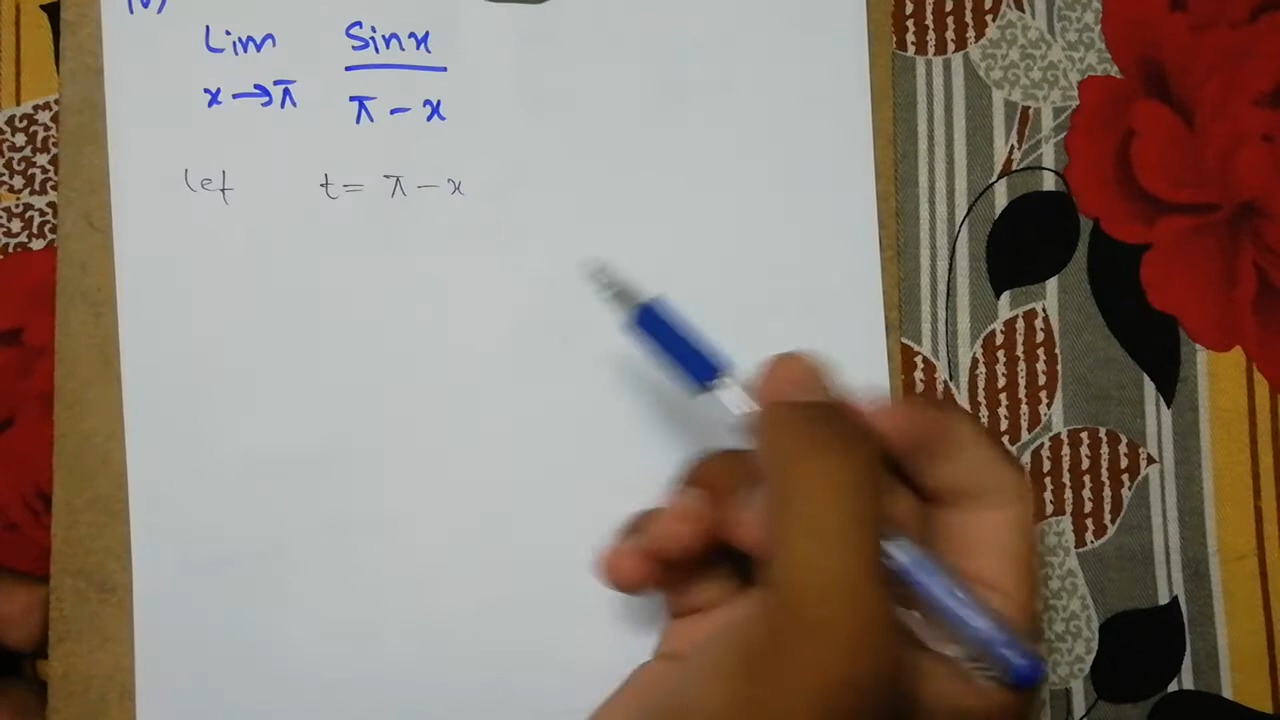 Lim Sinx
x→π π - x
let t = π - x